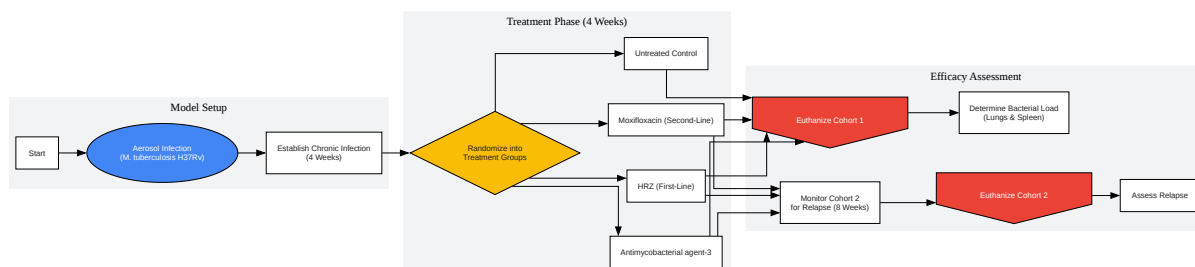 Model Setup
Start
Aerosol Infection
(M. tuberculosis H37Rv)
Establish Chronic Infection
(4 Weeks)
Treatment Phase (4 Weeks)
Randomize into
Treatment Groups
Untreated Control
Moxifloxacin (Second-Line)
HRZ (First-Line)
Antimycobacterial agent-3
Efficacy Assessment
Euthanize Cohort 1
Determine Bacterial Load
(Lungs & Spleen)
Monitor Cohort 2
for Relapse (8 Weeks)
Euthanize Cohort 2
Assess Relapse